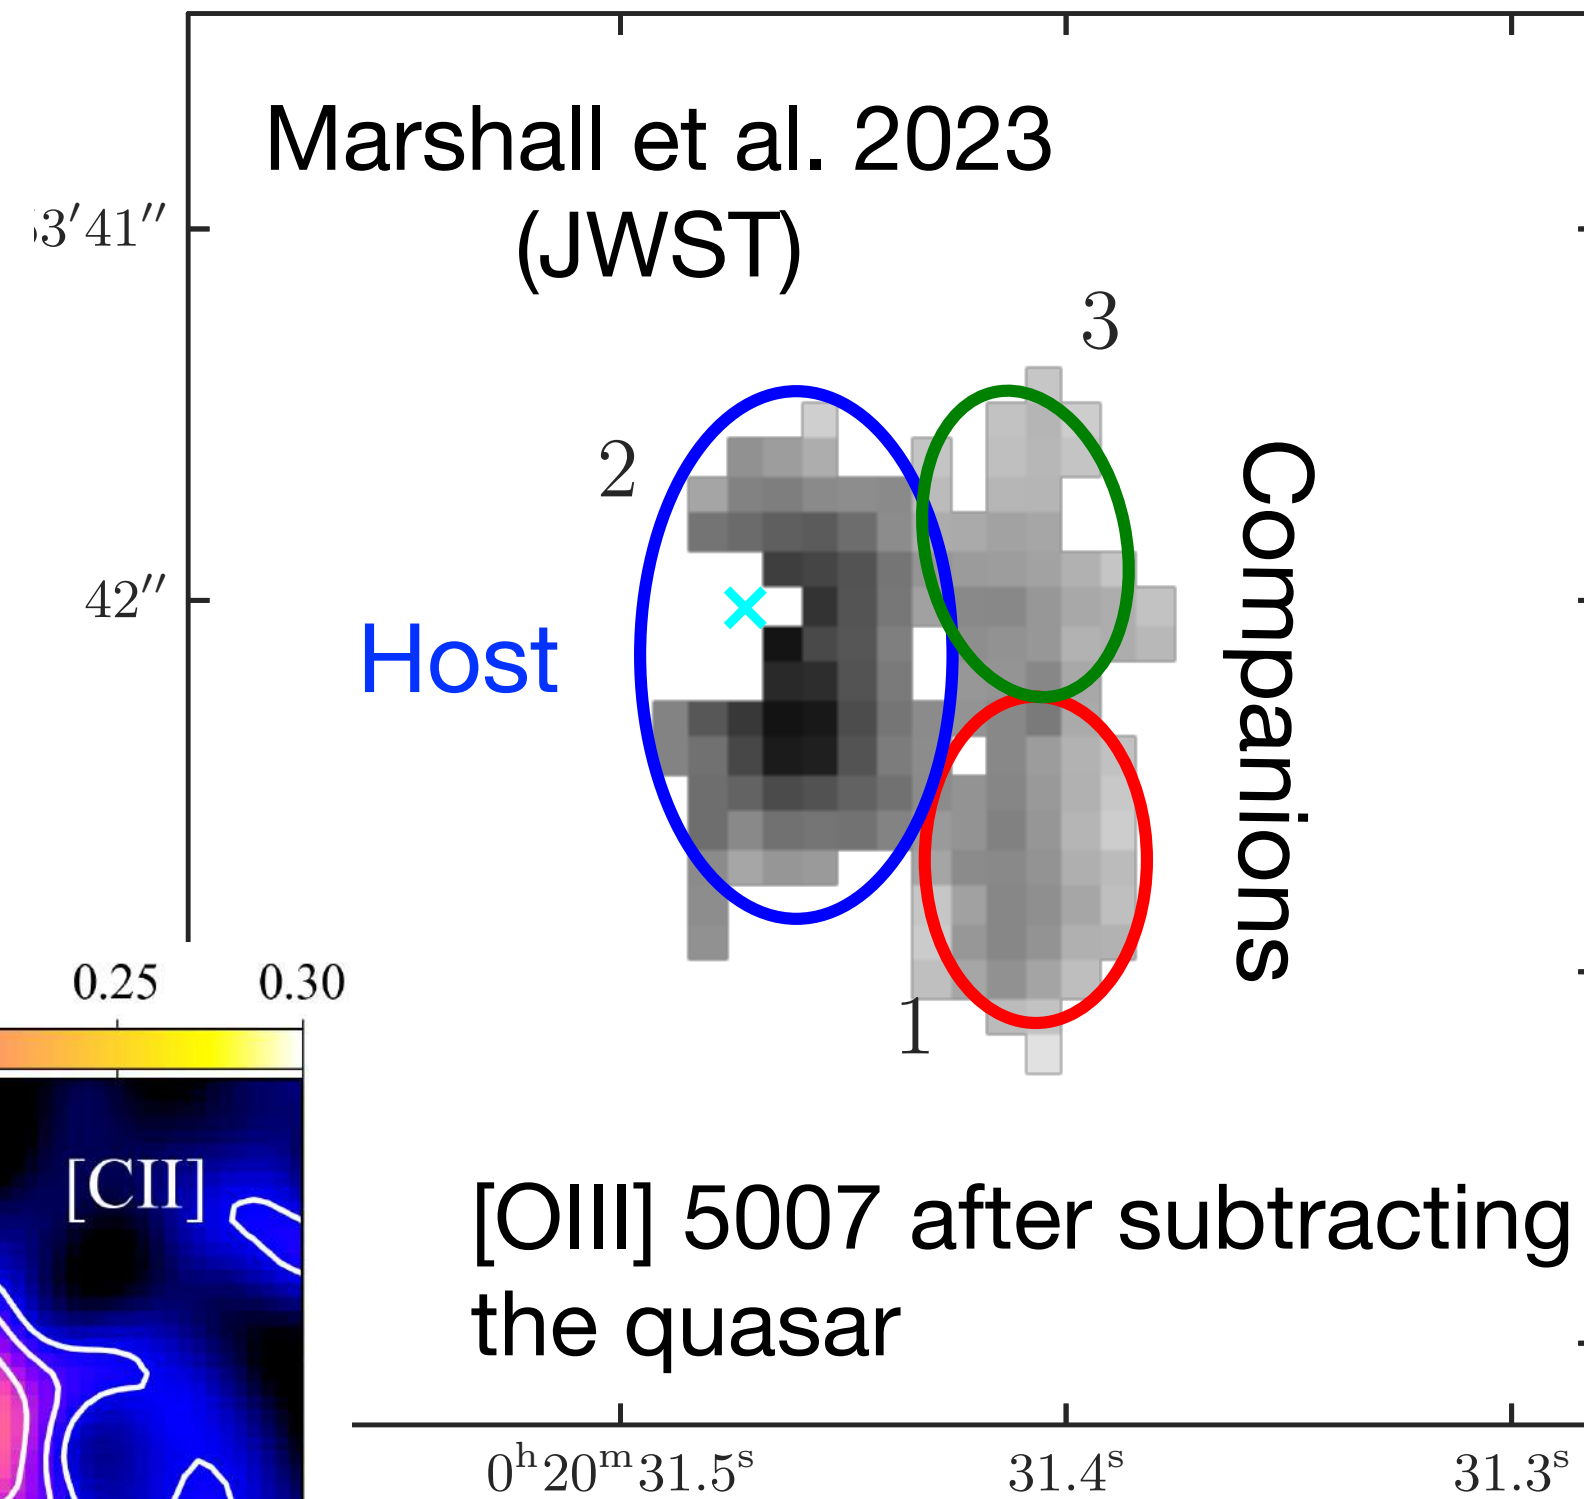 Marshall et al. 2023
(JWST)
3′41″
3
2
42″
Host
Companions
0.25 0.30
1
[CII]
[OIII] 5007 after subtracting
the quasar
0ʰ20ᵐ31.5ˢ 31.4ˢ 31.3ˢ